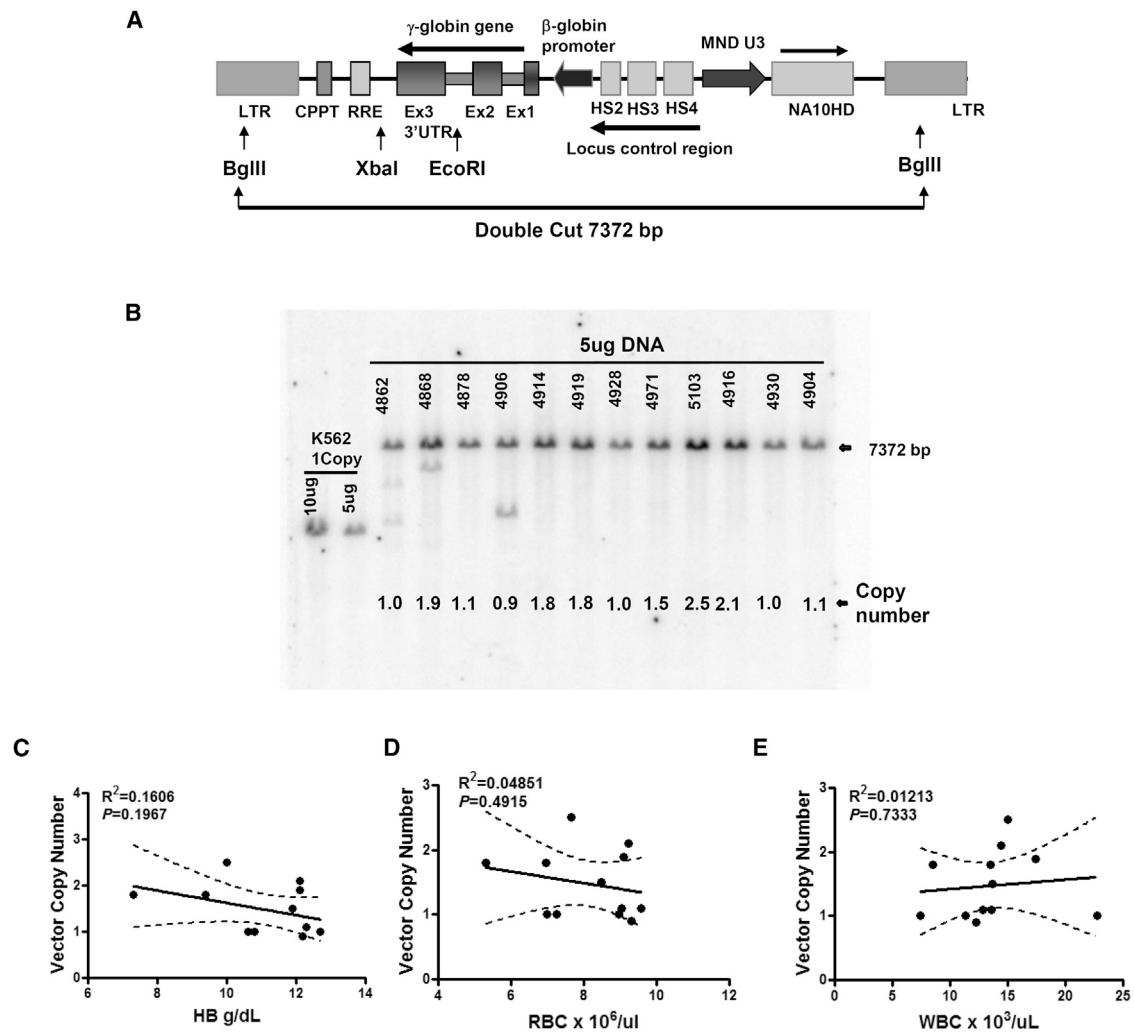 A
γ-globin gene
β-globin
promoter
MND U3
LTR
CPPT
RRE
Ex3
3'UTR
Ex2
Ex1
HS2
HS3
HS4
NA10HD
LTR
Locus control region
BglII
XbaI
EcoRI
BglII
Double Cut 7372 bp
B
5ug DNA
4862
4868
4878
4906
4914
4919
4928
4971
5103
4916
4930
4904
K562
1Copy
10ug
5ug
7372 bp
1.0 1.9 1.1 0.9 1.8 1.8 1.0 1.5 2.5 2.1 1.0 1.1
Copy
number
C
R²=0.1606
P=0.1967
Vector Copy Number
4
3
2
1
0
6 8 10 12 14
HB g/dL
D
R²=0.04851
P=0.4915
Vector Copy Number
3
2
1
0
4 6 8 10 12
RBC x 10⁶/ul
E
R²=0.01213
P=0.7333
Vector Copy Number
3
2
1
0
0 5 10 15 20 25
WBC x 10³/uL